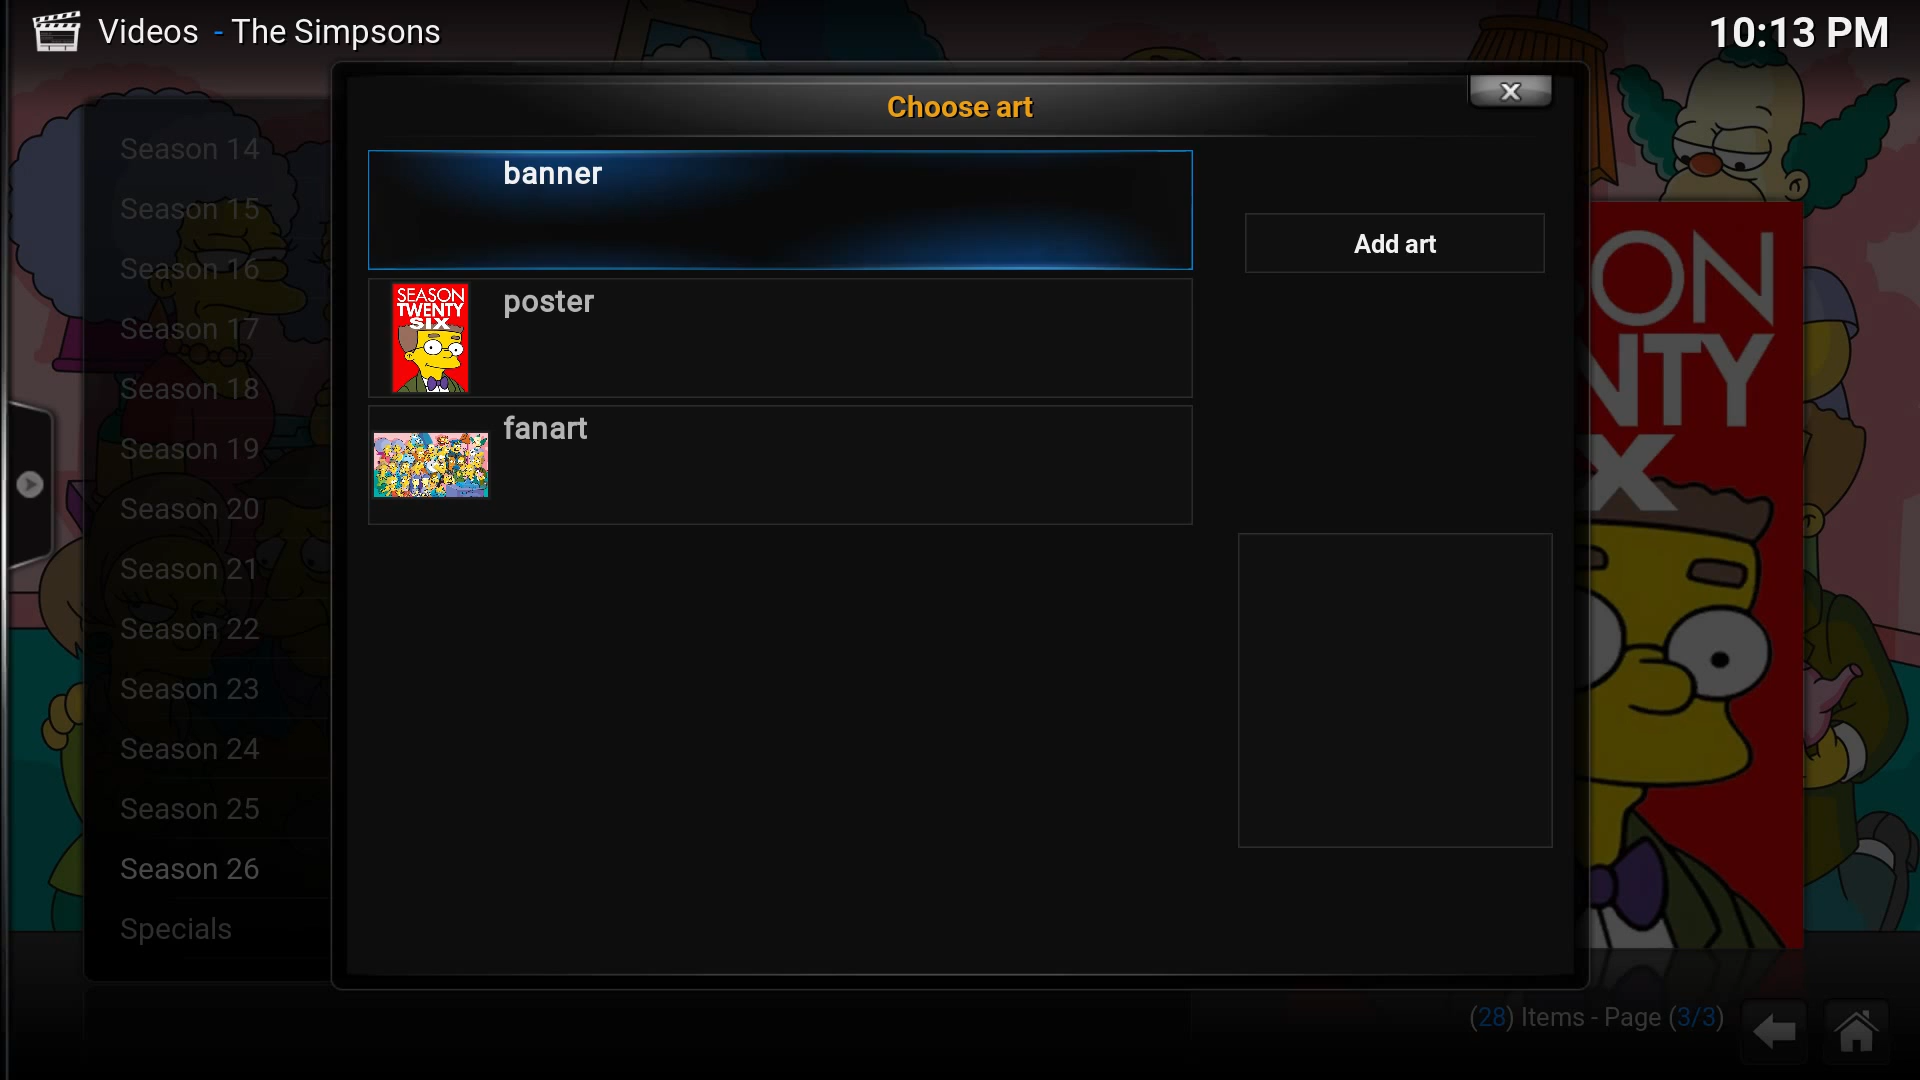 Videos - The Simpsons
10:13 PM
Choose art
x
banner
Add art
poster
SEASON
TWENTY
SIX
fanart
Season 14
Season 15
Season 16
Season 17
Season 18
Season 19
Season 20
Season 21
Season 22
Season 23
Season 24
Season 25
Season 26
Specials
ON
NTY
X
(28) Items - Page (3/3)